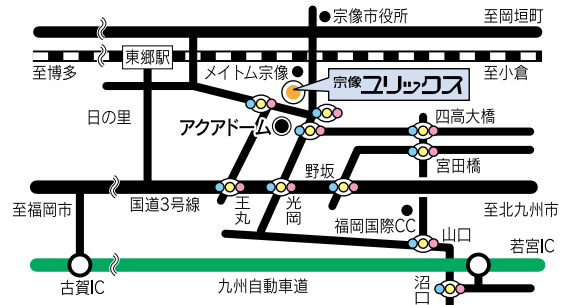 宗像市役所
至岡垣町
東郷駅
至博多
メイトム宗像
宗像ユリックス
至小倉
日の里
アクアドーム
四高大橋
宮田橋
野坂
国道3号線
王丸
光岡
至福岡市
福岡国際CC
至北九州市
山口
若宮IC
古賀IC
九州自動車道
沼口